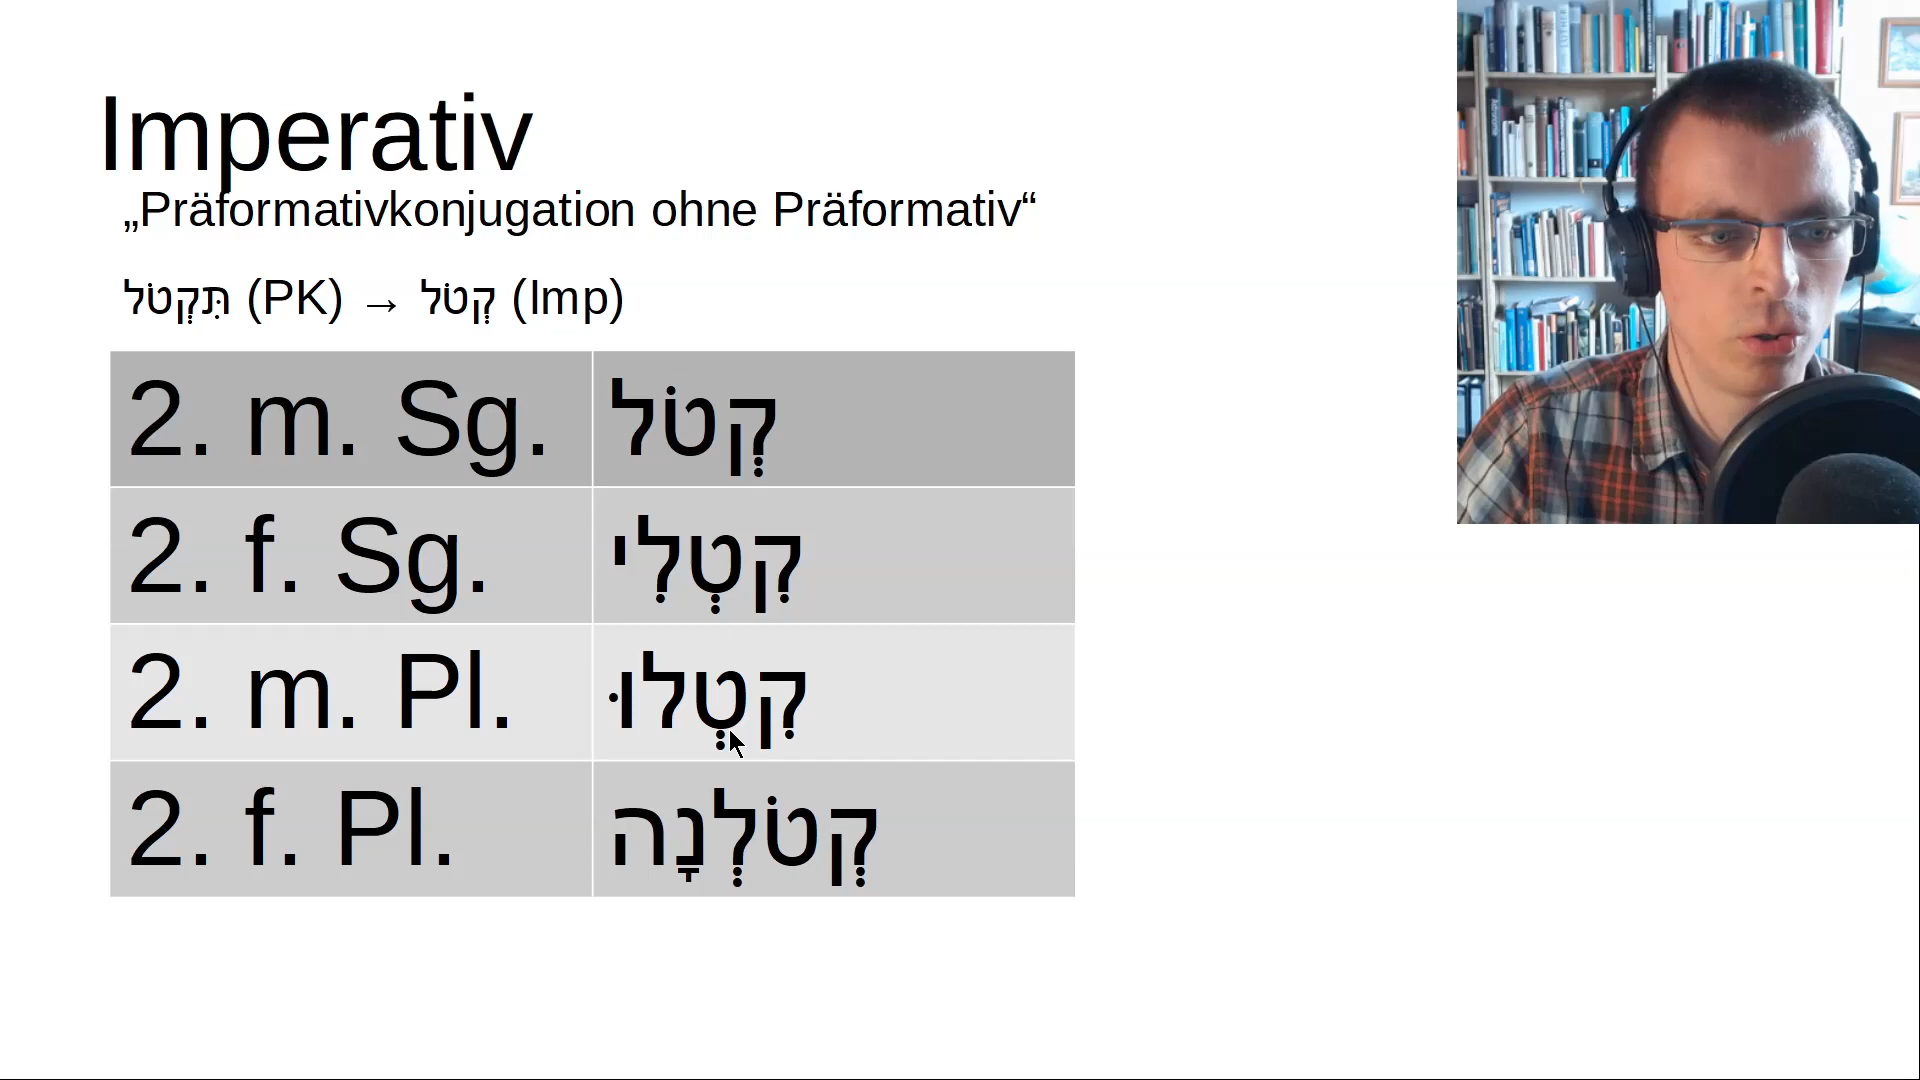 Imperativ
„Präformativkonjugation ohne Präformativ“
תִּקְטֹל (PK) → קְטֹל (Imp)
2. m. Sg. קְטֹל
2. f. Sg. קִטְלִי
2. m. Pl. קִטְלוּ
2. f. Pl. קְטֹלְנָה